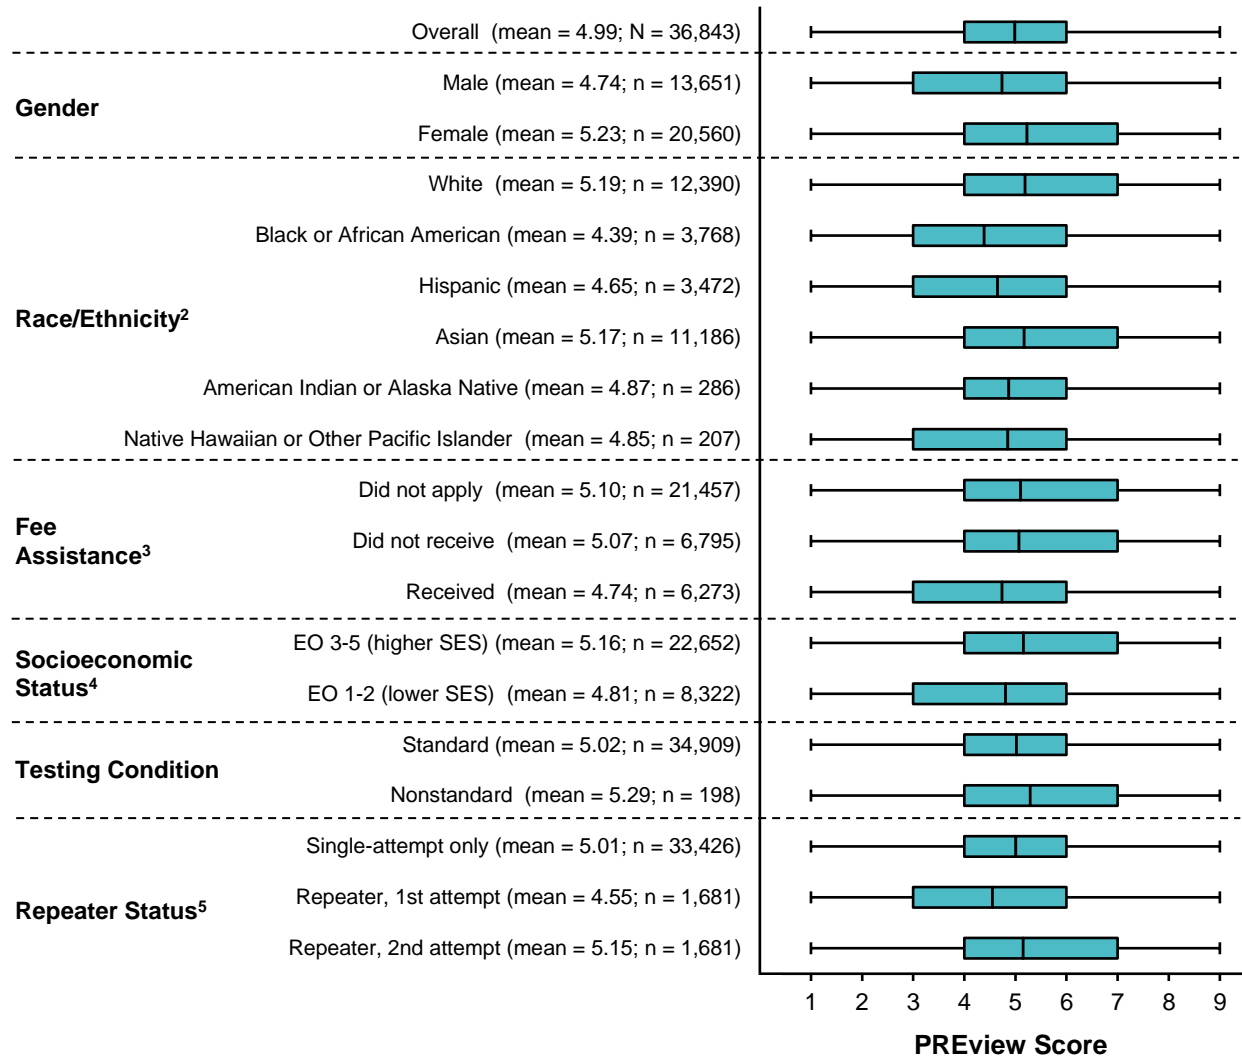 Overall (mean = 4.99; N = 36,843)
Gender
Male (mean = 4.74; n = 13,651)
Female (mean = 5.23; n = 20,560)
Race/Ethnicity²
White (mean = 5.19; n = 12,390)
Black or African American (mean = 4.39; n = 3,768)
Hispanic (mean = 4.65; n = 3,472)
Asian (mean = 5.17; n = 11,186)
American Indian or Alaska Native (mean = 4.87; n = 286)
Native Hawaiian or Other Pacific Islander (mean = 4.85; n = 207)
Fee
Assistance³
Did not apply (mean = 5.10; n = 21,457)
Did not receive (mean = 5.07; n = 6,795)
Received (mean = 4.74; n = 6,273)
Socioeconomic
Status⁴
EO 3-5 (higher SES) (mean = 5.16; n = 22,652)
EO 1-2 (lower SES) (mean = 4.81; n = 8,322)
Testing Condition
Standard (mean = 5.02; n = 34,909)
Nonstandard (mean = 5.29; n = 198)
Repeater Status⁵
Single-attempt only (mean = 5.01; n = 33,426)
Repeater, 1st attempt (mean = 4.55; n = 1,681)
Repeater, 2nd attempt (mean = 5.15; n = 1,681)
1 2 3 4 5 6 7 8 9
PREview Score